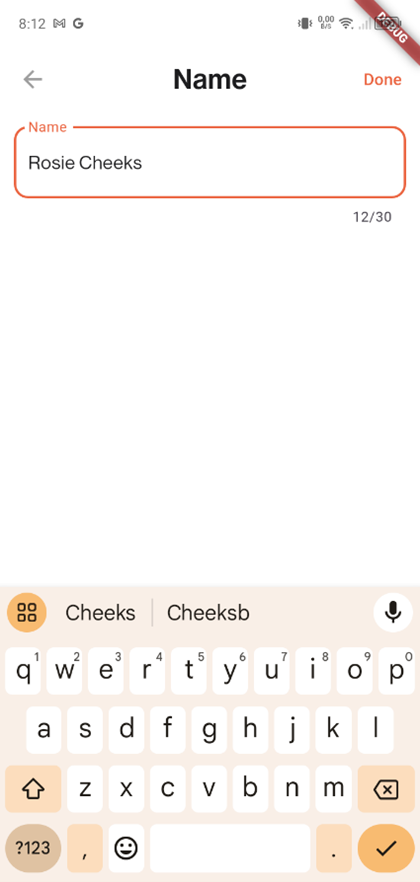 8:12 M G 0,00 B/s
DEBUG
Name Done
Name
Rosie Cheeks
12/30
Cheeks Cheeksb
q1 w2 e3 r4 t5 y6 u7 i8 o9 p0
a s d f g h j k l
z x c v b n m
?123 , .